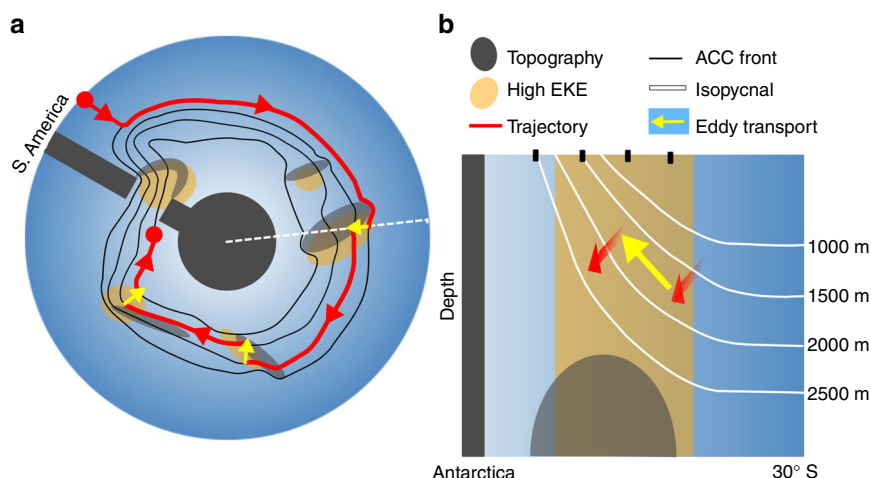 a
S. America
b
Topography
High EKE
Trajectory
ACC front
Isopycnal
Eddy transport
Depth
1000 m
1500 m
2000 m
2500 m
Antarctica
30° S